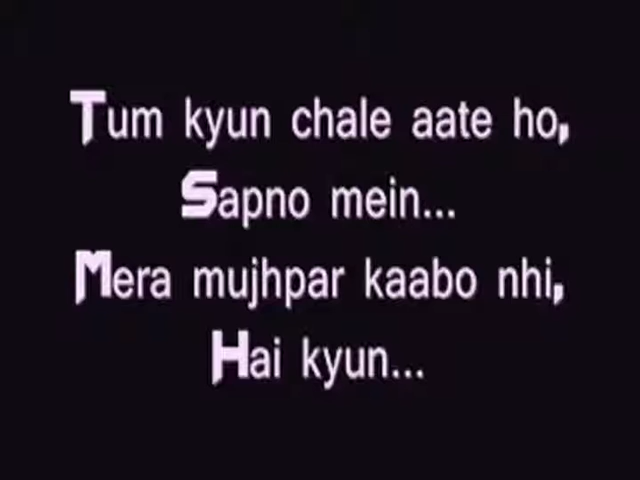 Tum kyun chale aate ho,
Sapno mein...
Mera mujhpar kaabo nhi,
Hai kyun...